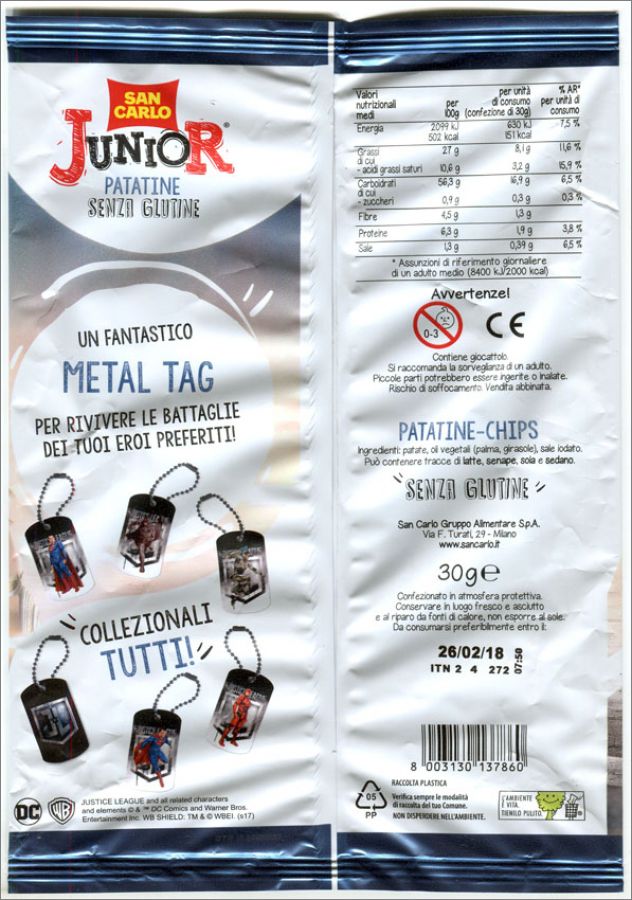 SAN
CARLO
JUNIOR®
PATATINE
SENZA GLUTINE
UN FANTASTICO
METAL TAG
PER RIVIVERE LE BATTAGLIE
DEI TUOI EROI PREFERITI!
COLLEZIONALI
TUTTI!
DC
WB
JUSTICE LEAGUE and all related characters
and elements © & ™ DC Comics and Warner Bros.
Entertainment Inc. WB SHIELD: TM & © WBEI. (s17)
Valori nutrizionali medi | per 100g | per unità di consumo (confezione di 30g) | % AR* per unità di consumo
Energia 2099 kJ 630 kJ 7,5 %
502 kcal 151 kcal
Grassi 27 g 8,1 g 11,6 %
di cui
- acidi grassi saturi 10,6 g 3,2 g 15,9 %
Carboidrati 56,3 g 16,9 g 6,5 %
di cui
- zuccheri 0,9 g 0,3 g 0,3 %
Fibre 4,5 g 1,3 g
Proteine 6,3 g 1,9 g 3,8 %
Sale 1,3 g 0,39 g 6,5 %
* Assunzioni di riferimento giornaliere
di un adulto medio (8400 kJ/2000 kcal)
Avvertenze!
0-3 CE
Contiene giocattolo.
Si raccomanda la sorveglianza di un adulto.
Piccole parti potrebbero essere ingerite o inalate.
Rischio di soffocamento. Vendita abbinata.
PATATINE-CHIPS
Ingredienti: patate, oli vegetali (palma, girasole), sale iodato.
Può contenere tracce di latte, senape, soia e sedano.
SENZA GLUTINE
San Carlo Gruppo Alimentare S.p.A.
Via F. Turati, 29 - Milano
www.sancarlo.it
30g e
Confezionato in atmosfera protettiva.
Conservare in luogo fresco e asciutto
e al riparo da fonti di calore, non esporre al sole.
Da consumarsi preferibilmente entro il:
26/02/18
ITN 2 4 272 07:50
8 003130 137860
RACCOLTA PLASTICA
05
PP
Verifica sempre le modalità
di raccolta del tuo Comune.
NON DISPERDERE NELL'AMBIENTE.
L'AMBIENTE
È VITA.
TIENILO PULITO.